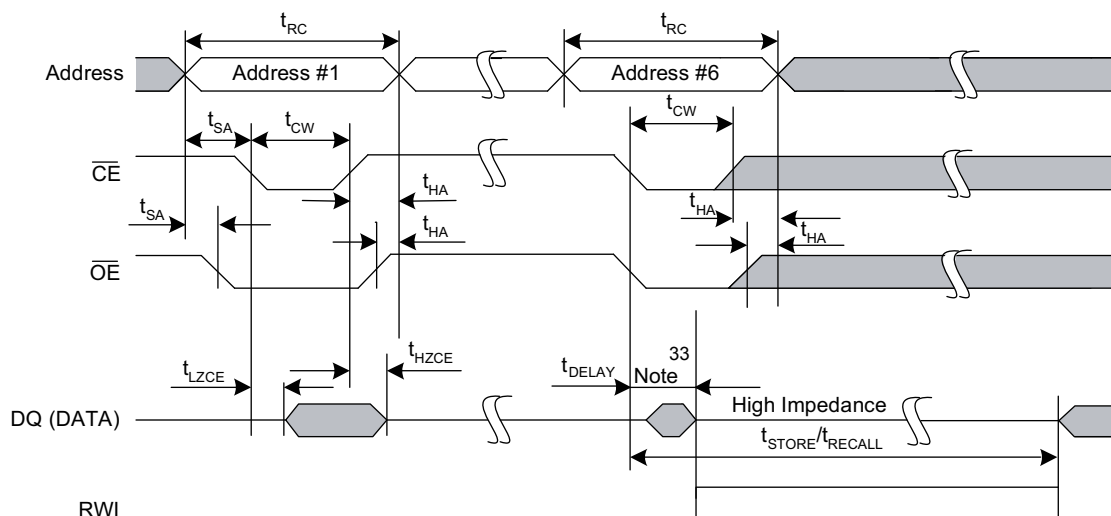 tRC tRC
Address Address #1 Address #6
tCW
tSA tCW
CE
tHA tHA
tSA tHA tHA
OE
33
tLZCE tHZCE tDELAY Note
DQ (DATA) High Impedance
tSTORE/tRECALL
RWI